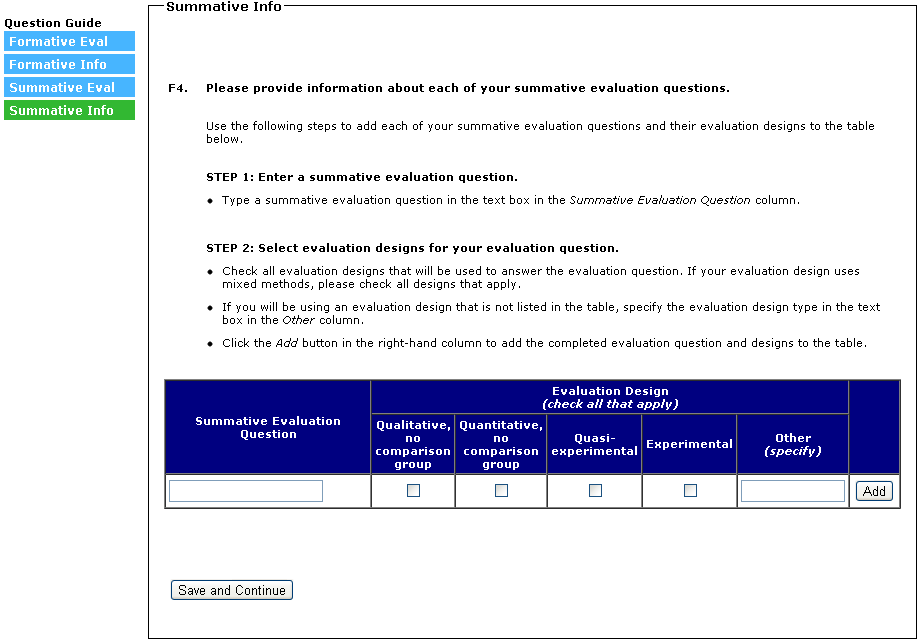 Summative Info
Question Guide
Formative Eval
Formative Info
Summative Eval
Summative Info
F4. Please provide information about each of your summative evaluation questions.
Use the following steps to add each of your summative evaluation questions and their evaluation designs to the table
below.
STEP 1: Enter a summative evaluation question.
• Type a summative evaluation question in the text box in the Summative Evaluation Question column.
STEP 2: Select evaluation designs for your evaluation question.
• Check all evaluation designs that will be used to answer the evaluation question. If your evaluation design uses
mixed methods, please check all designs that apply.
• If you will be using an evaluation design that is not listed in the table, specify the evaluation design type in the text
box in the Other column.
• Click the Add button in the right-hand column to add the completed evaluation question and designs to the table.
Summative Evaluation
Question
Evaluation Design
(check all that apply)
Qualitative,
no
comparison
group
Quantitative,
no
comparison
group
Quasi-
experimental
Experimental
Other
(specify)
Add
Save and Continue